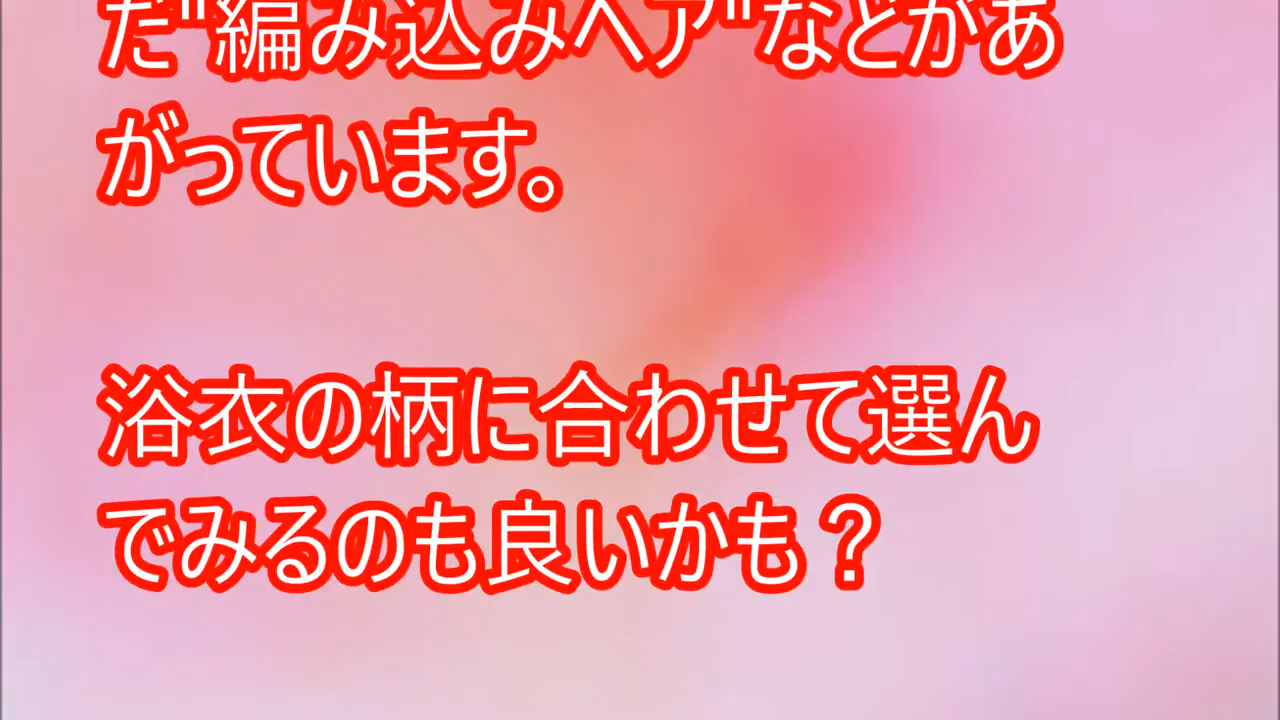 だ"編み込みヘア"などがあ
がっています。
浴衣の柄に合わせて選ん
でみるのも良いかも？